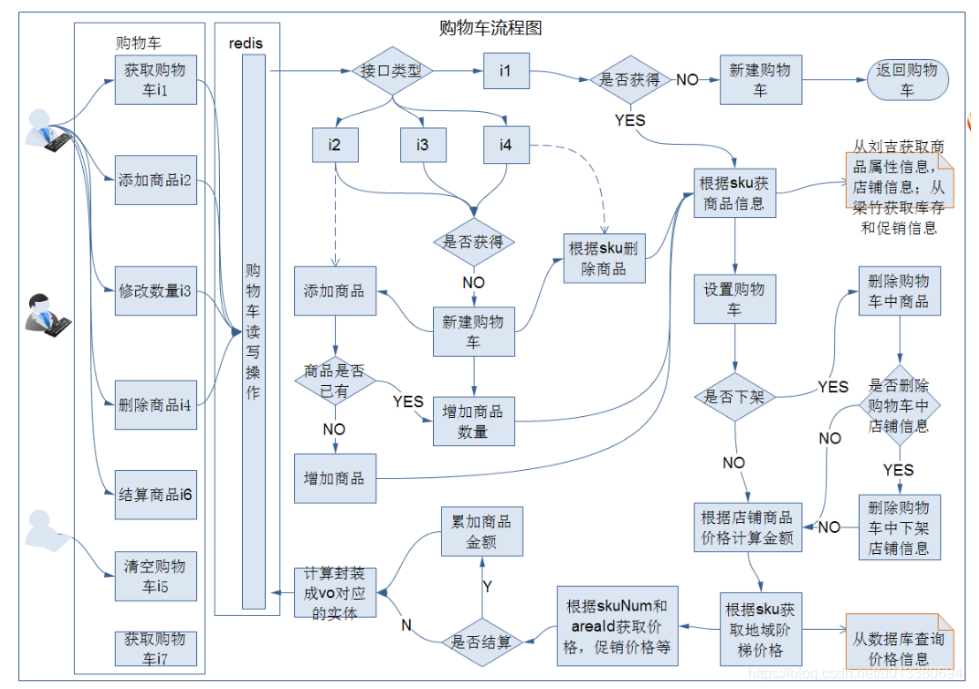 购物车流程图
购物车
获取购物
车i1
添加商品i2
修改数量i3
删除商品i4
结算商品i6
清空购物
车i5
获取购物
车i7
redis
购
物
车
读
写
操
作
接口类型
i1
是否获得
NO
新建购物
车
返回购物
车
YES
i2
i3
i4
从刘吉获取商
品属性信息，
店铺信息；从
梁竹获取库存
和促销信息
根据sku获
商品信息
是否获得
根据sku删
除商品
NO
添加商品
新建购物
车
设置购物
车
删除购物
车中商品
商品是否
已有
YES
增加商品
数量
是否下架
YES
是否删除
购物车中
店铺信息
NO
NO
NO
YES
增加商品
累加商品
金额
根据店铺商品
价格计算金额
NO
删除购物
车中下架
店铺信息
计算封装
成vo对应
的实体
Y
N
是否结算
根据skuNum和
areaId获取价
格，促销价格等
根据sku获
取地域阶
梯价格
从数据库查询
价格信息
https://blog.csdn.net/u013380694